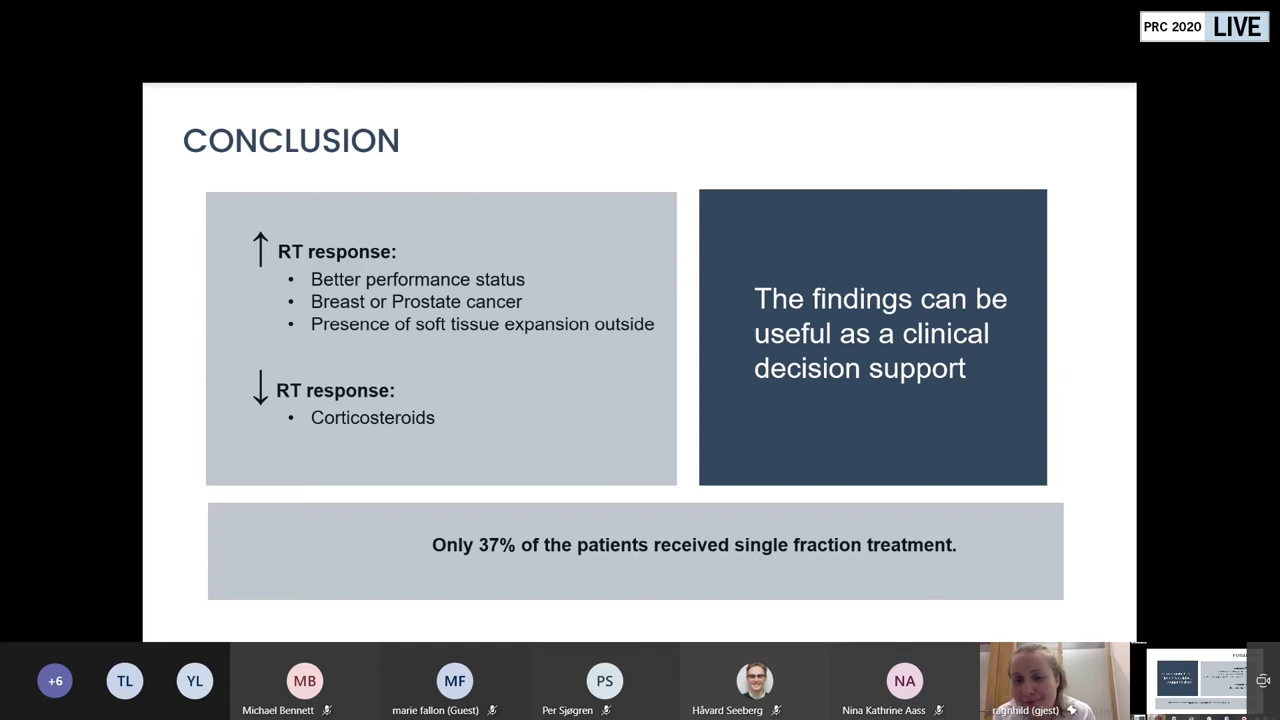 PRC 2020 LIVE
CONCLUSION
↑ RT response:
• Better performance status
• Breast or Prostate cancer
• Presence of soft tissue expansion outside
↓ RT response:
• Corticosteroids
The findings can be
useful as a clinical
decision support
Only 37% of the patients received single fraction treatment.
+6
TL
YL
MB
MF
PS
NA
Michael Bennett
marie fallon (Guest)
Per Sjøgren
Håvard Seeberg
Nina Kathrine Aass
ragnhild (gjest)